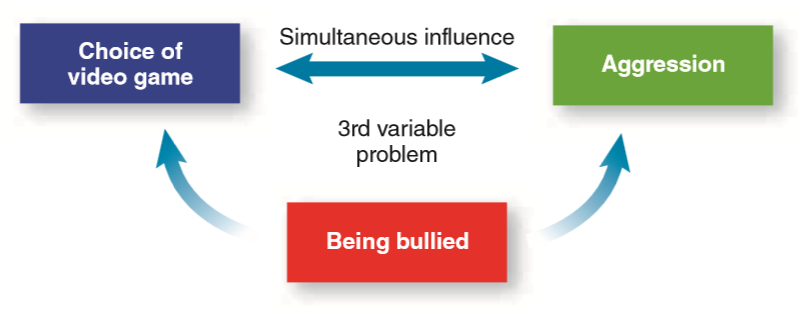 Choice of
video game
Simultaneous influence
Aggression
3rd variable
problem
Being bullied